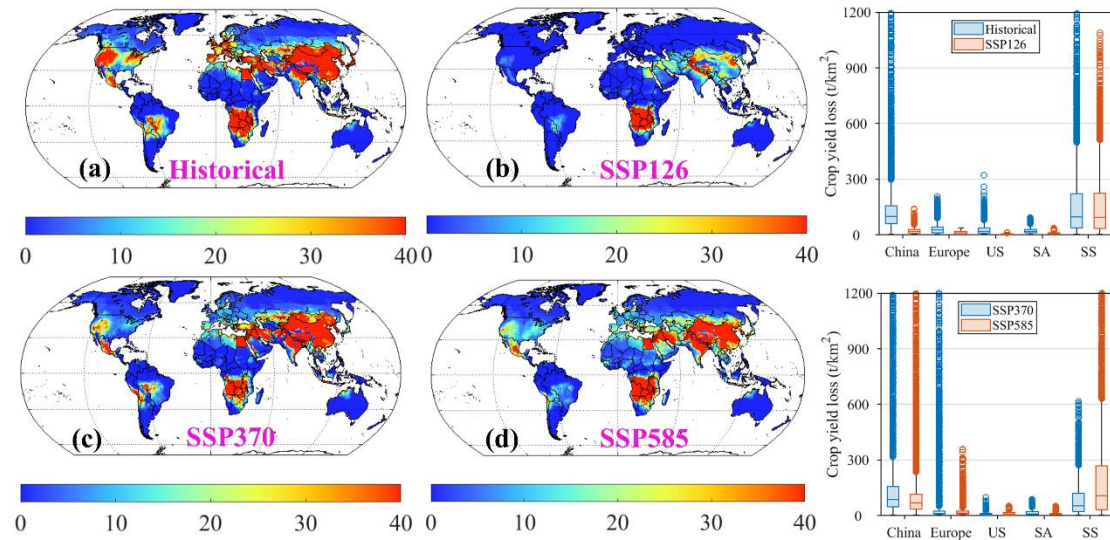 (a) Historical
0 10 20 30 40
(b) SSP126
0 10 20 30 40
Crop yield loss (t/km²)
1200
900
600
300
0
Historical
SSP126
China Europe US SA SS
(c) SSP370
0 10 20 30 40
(d) SSP585
0 10 20 30 40
Crop yield loss (t/km²)
1200
900
600
300
0
SSP370
SSP585
China Europe US SA SS